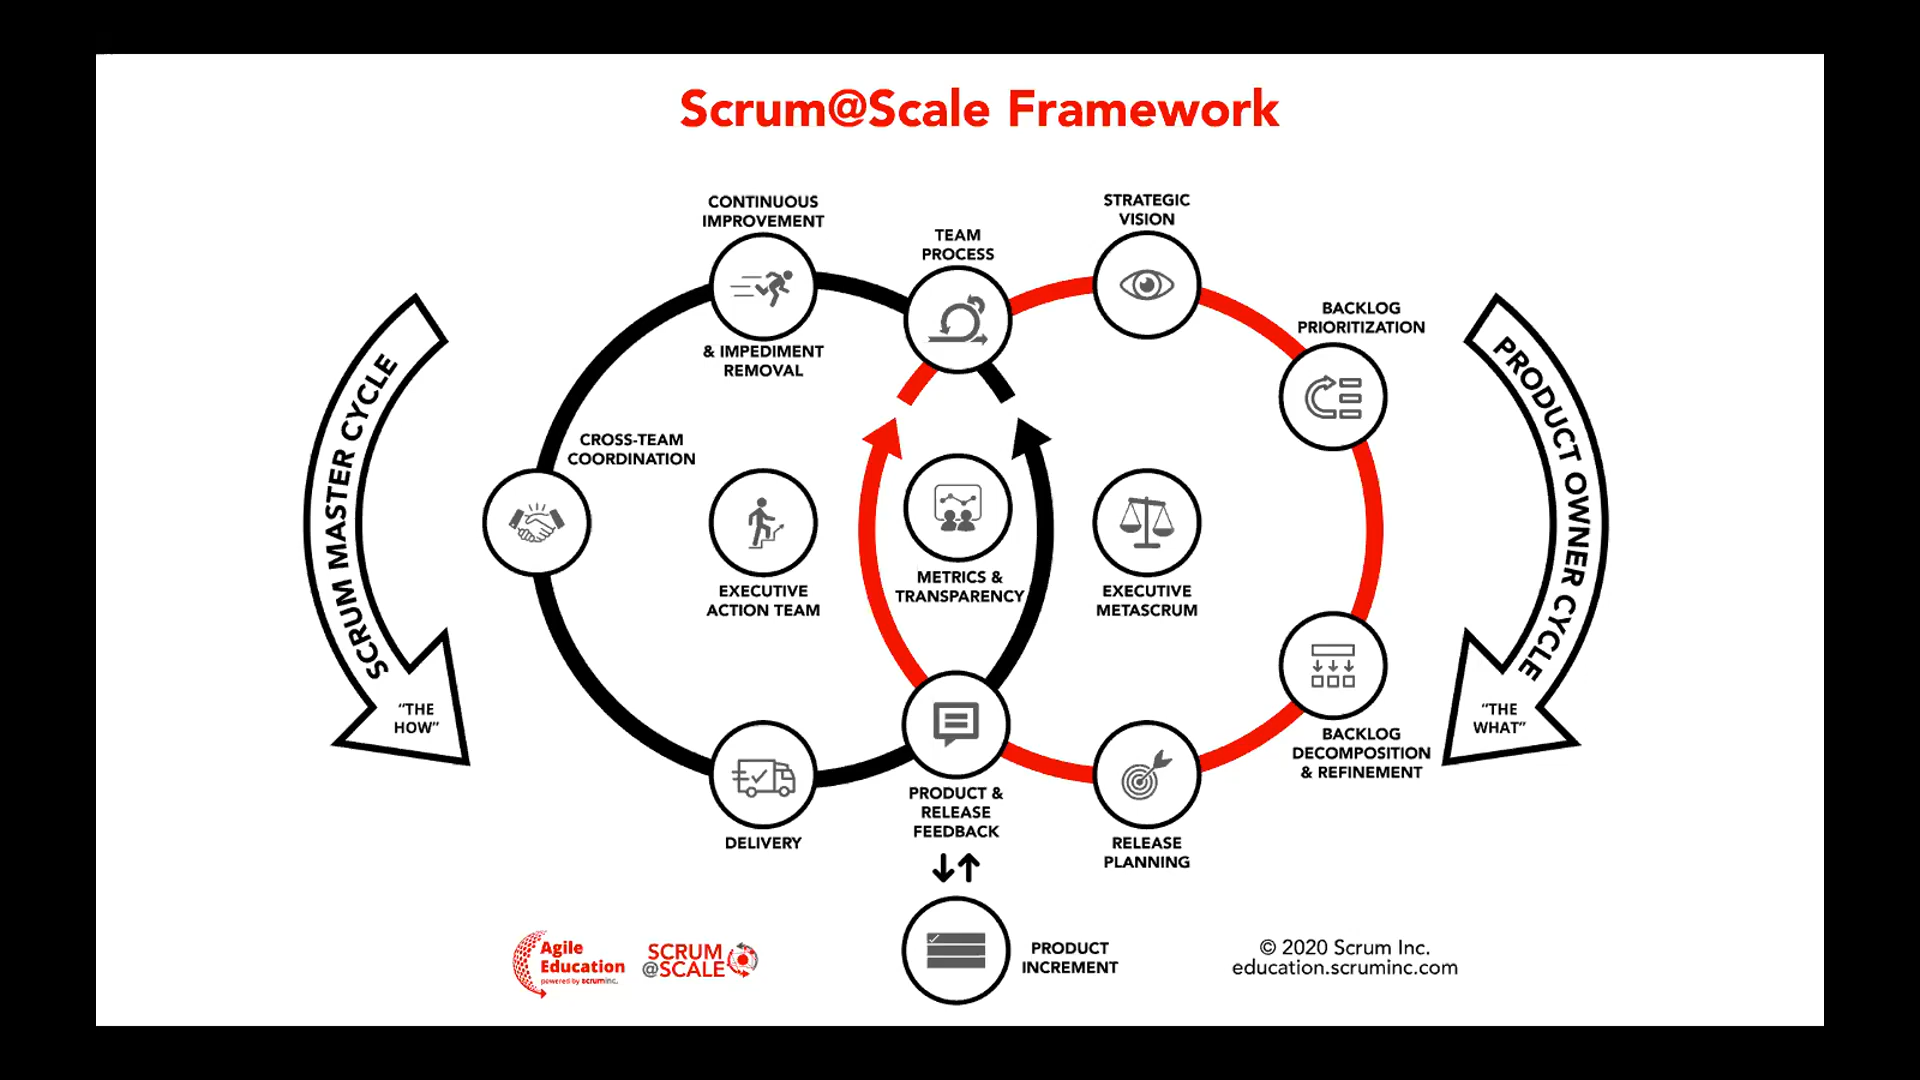 Scrum@Scale Framework
CONTINUOUS
IMPROVEMENT
& IMPEDIMENT
REMOVAL
TEAM
PROCESS
STRATEGIC
VISION
BACKLOG
PRIORITIZATION
SCRUM MASTER CYCLE
"THE
HOW"
CROSS-TEAM
COORDINATION
EXECUTIVE
ACTION TEAM
METRICS &
TRANSPARENCY
EXECUTIVE
METASCRUM
PRODUCT OWNER CYCLE
"THE
WHAT"
BACKLOG
DECOMPOSITION
& REFINEMENT
DELIVERY
PRODUCT &
RELEASE
FEEDBACK
RELEASE
PLANNING
PRODUCT
INCREMENT
Agile
Education
powered by scruminc.
SCRUM
@SCALE
© 2020 Scrum Inc.
education.scruminc.com